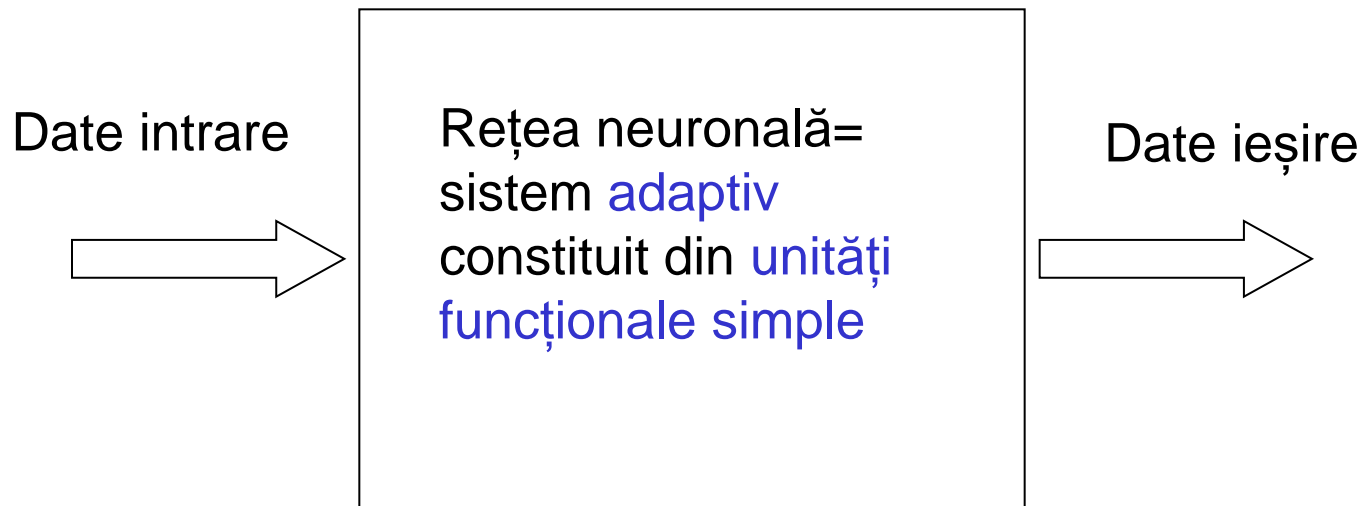 Date intrare
Rețea neuronală=
sistem adaptiv
constituit din unități
funcționale simple
Date ieșire